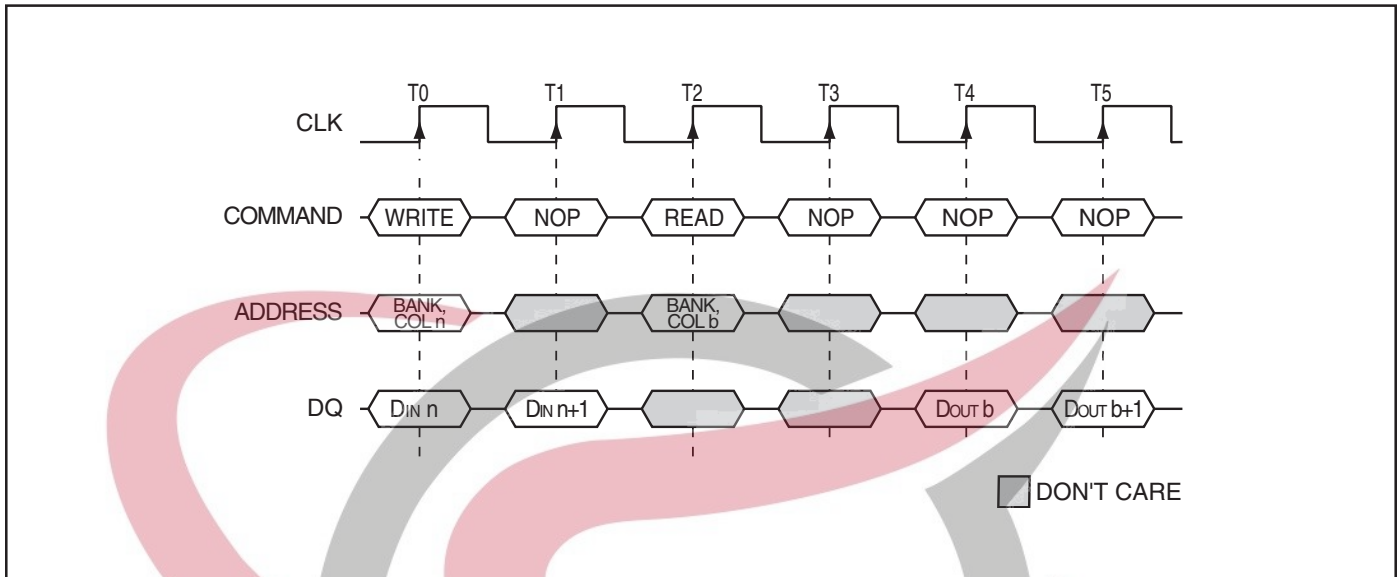 T0 T1 T2 T3 T4 T5
CLK
COMMAND WRITE NOP READ NOP NOP NOP
ADDRESS BANK, COL n BANK, COL b
DQ DIN n DIN n+1 DOUT b DOUT b+1
DON'T CARE